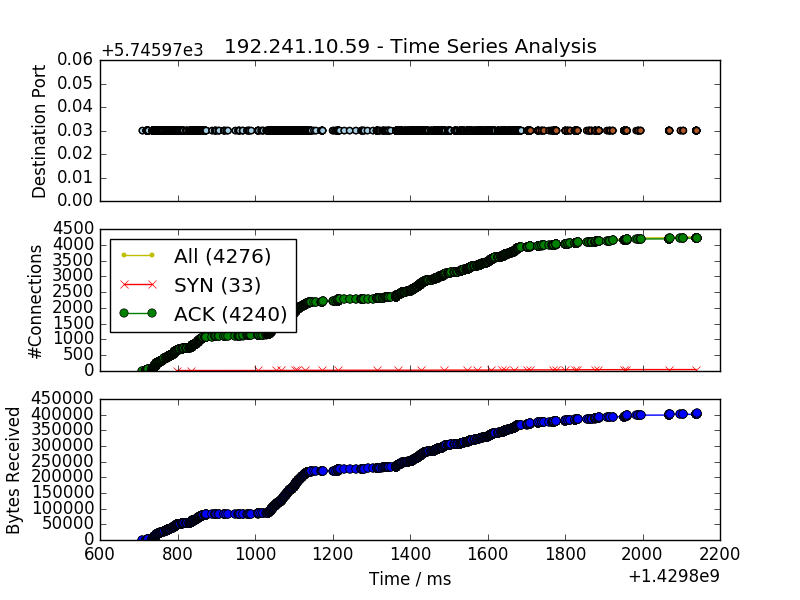 +5.74597e3
192.241.10.59 - Time Series Analysis
0.06
0.05
0.04
0.03
0.02
0.01
0.00
Destination Port
4500
4000
3500
3000
2500
2000
1500
1000
500
0
#Connections
All (4276)
SYN (33)
ACK (4240)
450000
400000
350000
300000
250000
200000
150000
100000
50000
0
Bytes Received
600 800 1000 1200 1400 1600 1800 2000 2200
Time / ms
+1.4298e9